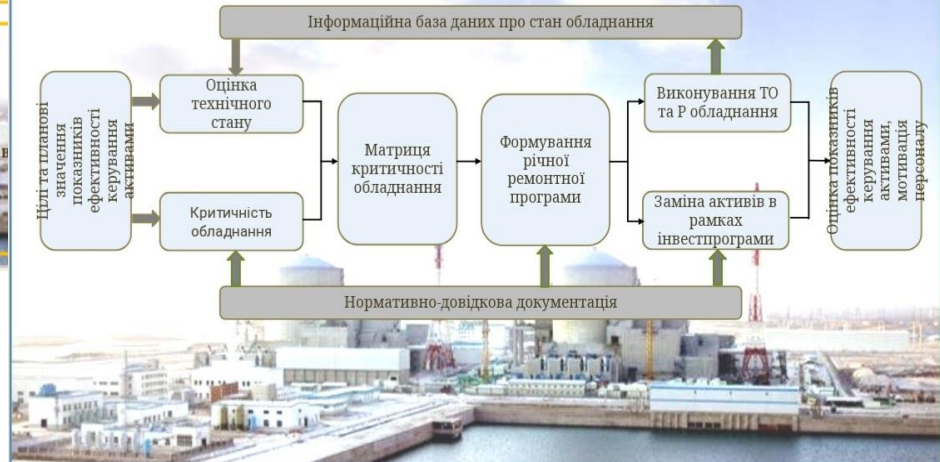 Інформаційна база даних про стан обладнання
Цілі та планові
значення
показників
ефективності
керування
активами
Оцінка
технічного
стану
Критичність
обладнання
Матриця
критичності
обладнання
Формування
річної
ремонтної
програми
Виконування ТО
та Р обладнання
Заміна активів в
рамках
інвестпрограми
Оцінка показників
ефективності
керування
активами,
мотивація
персоналу
Нормативно-довідкова документація